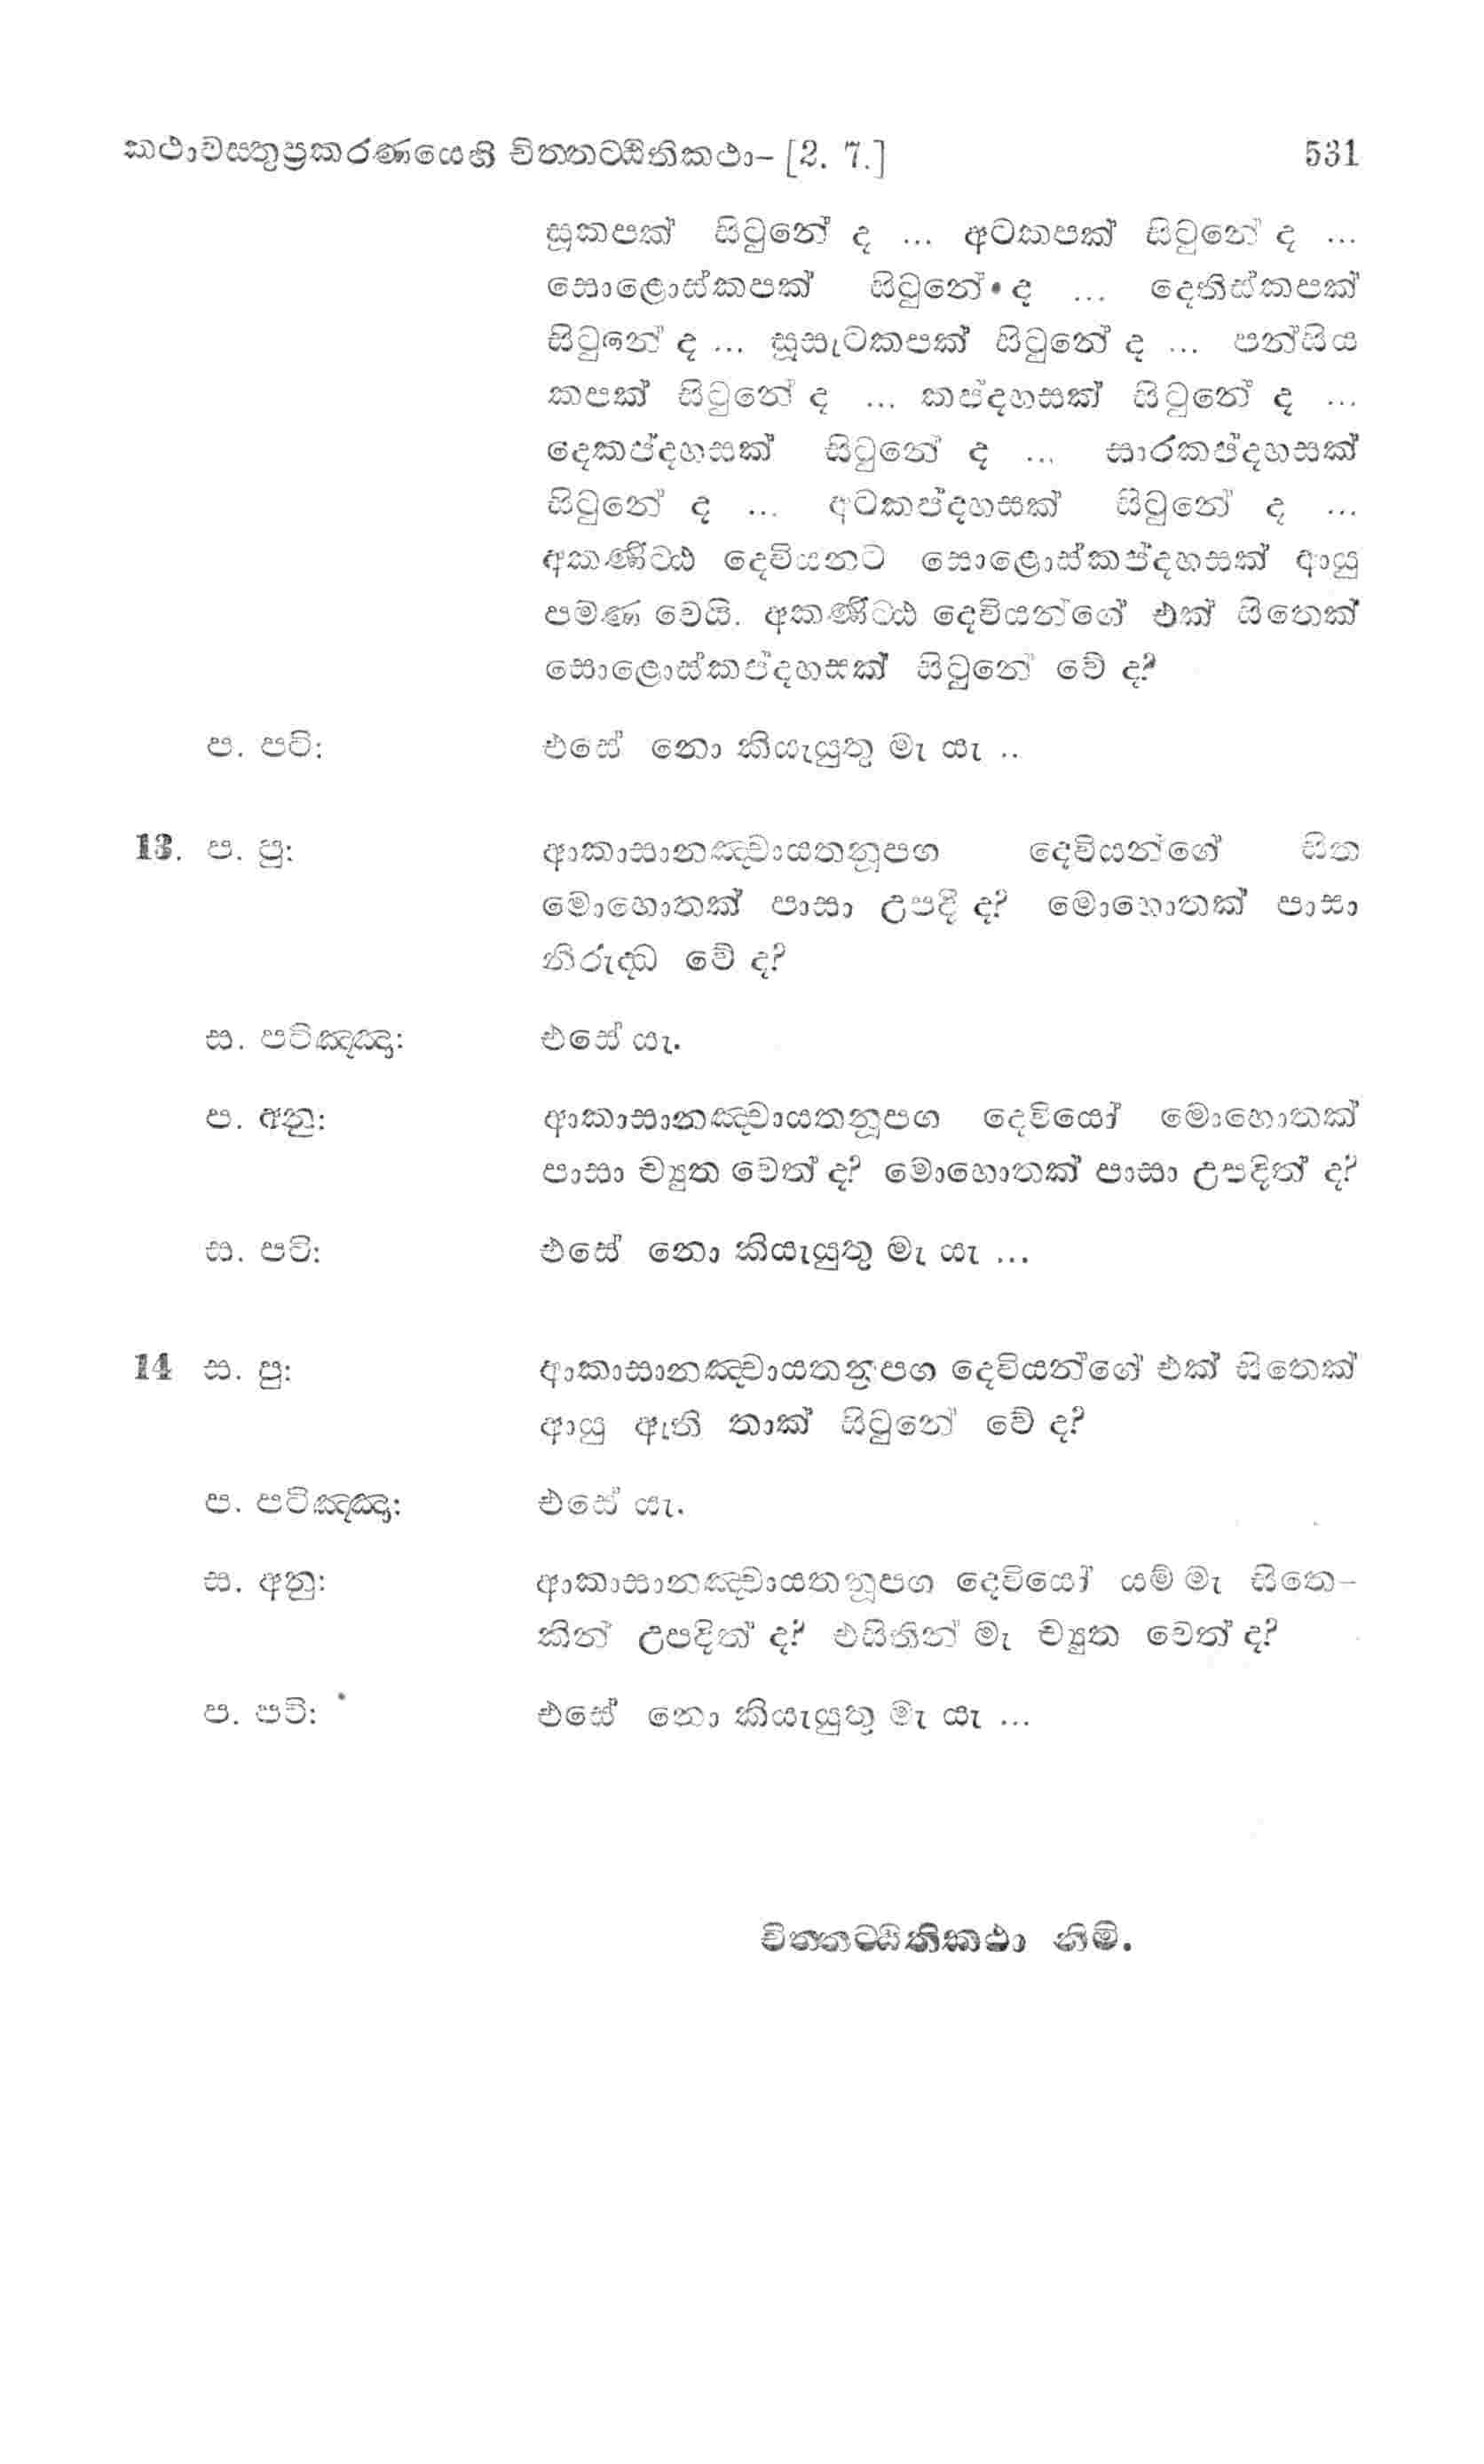 කථාවත්‍ථුප්‍රකරණයෙහි චිත්තට්ඨිතිකථා– [2. 7.] 531
සූකපක් සිටුනේ ද ... අටකපක් සිටුනේ ද ...
සොළොස්කපක් සිටුනේ ද ... දෙතිස්කපක්
සිටුනේ ද ... සූසැටකපක් සිටුනේ ද ... පන්සිය
කපක් සිටුනේ ද ... කප්දහසක් සිටුනේ ද ...
දෙකප්දහසක් සිටුනේ ද ... සාරකප්දහසක්
සිටුනේ ද ... අටකප්දහසක් සිටුනේ ද ...
අකණිට්ඨ දෙවියනට සොළොස්කප්දහසක් ආයු
පමණ වෙයි. අකණිට්ඨ දෙවියන්ගේ එක් සිතෙක්
සොළොස්කප්දහසක් සිටුනේ වේ ද?
ප. පටි: එසේ නො කියැයුතු මැ යැ ..
13. ප. පු: ආකාසානඤ්චායතනූපග දෙවියන්ගේ සිත
මොහොතක් පාසා උපදී ද? මොහොතක් පාසා
නිරුද්ධ වේ ද?
ස. පටිඤ්ඤා: එසේ යැ.
ප. අනු: ආකාසානඤ්චායතනූපග දෙවියෝ මොහොතක්
පාසා ච්‍යුත වෙත් ද? මොහොතක් පාසා උපදිත් ද?
ස. පටි: එසේ නො කියැයුතු මැ යැ ...
14 ස. පු: ආකාසානඤ්චායතනූපග දෙවියන්ගේ එක් සිතෙක්
ආයු ඇති තාක් සිටුනේ වේ ද?
ප. පටිඤ්ඤා: එසේ යැ.
ස. අනු: ආකාසානඤ්චායතනූපග දෙවියෝ යම් මැ සිතෙ–
කින් උපදිත් ද? එසිතින් මැ ච්‍යුත වෙත් ද?
ප. පටි: එසේ නො කියැයුතු මැ යැ ...
චිත්තට්ඨිතිකථා නිමි.